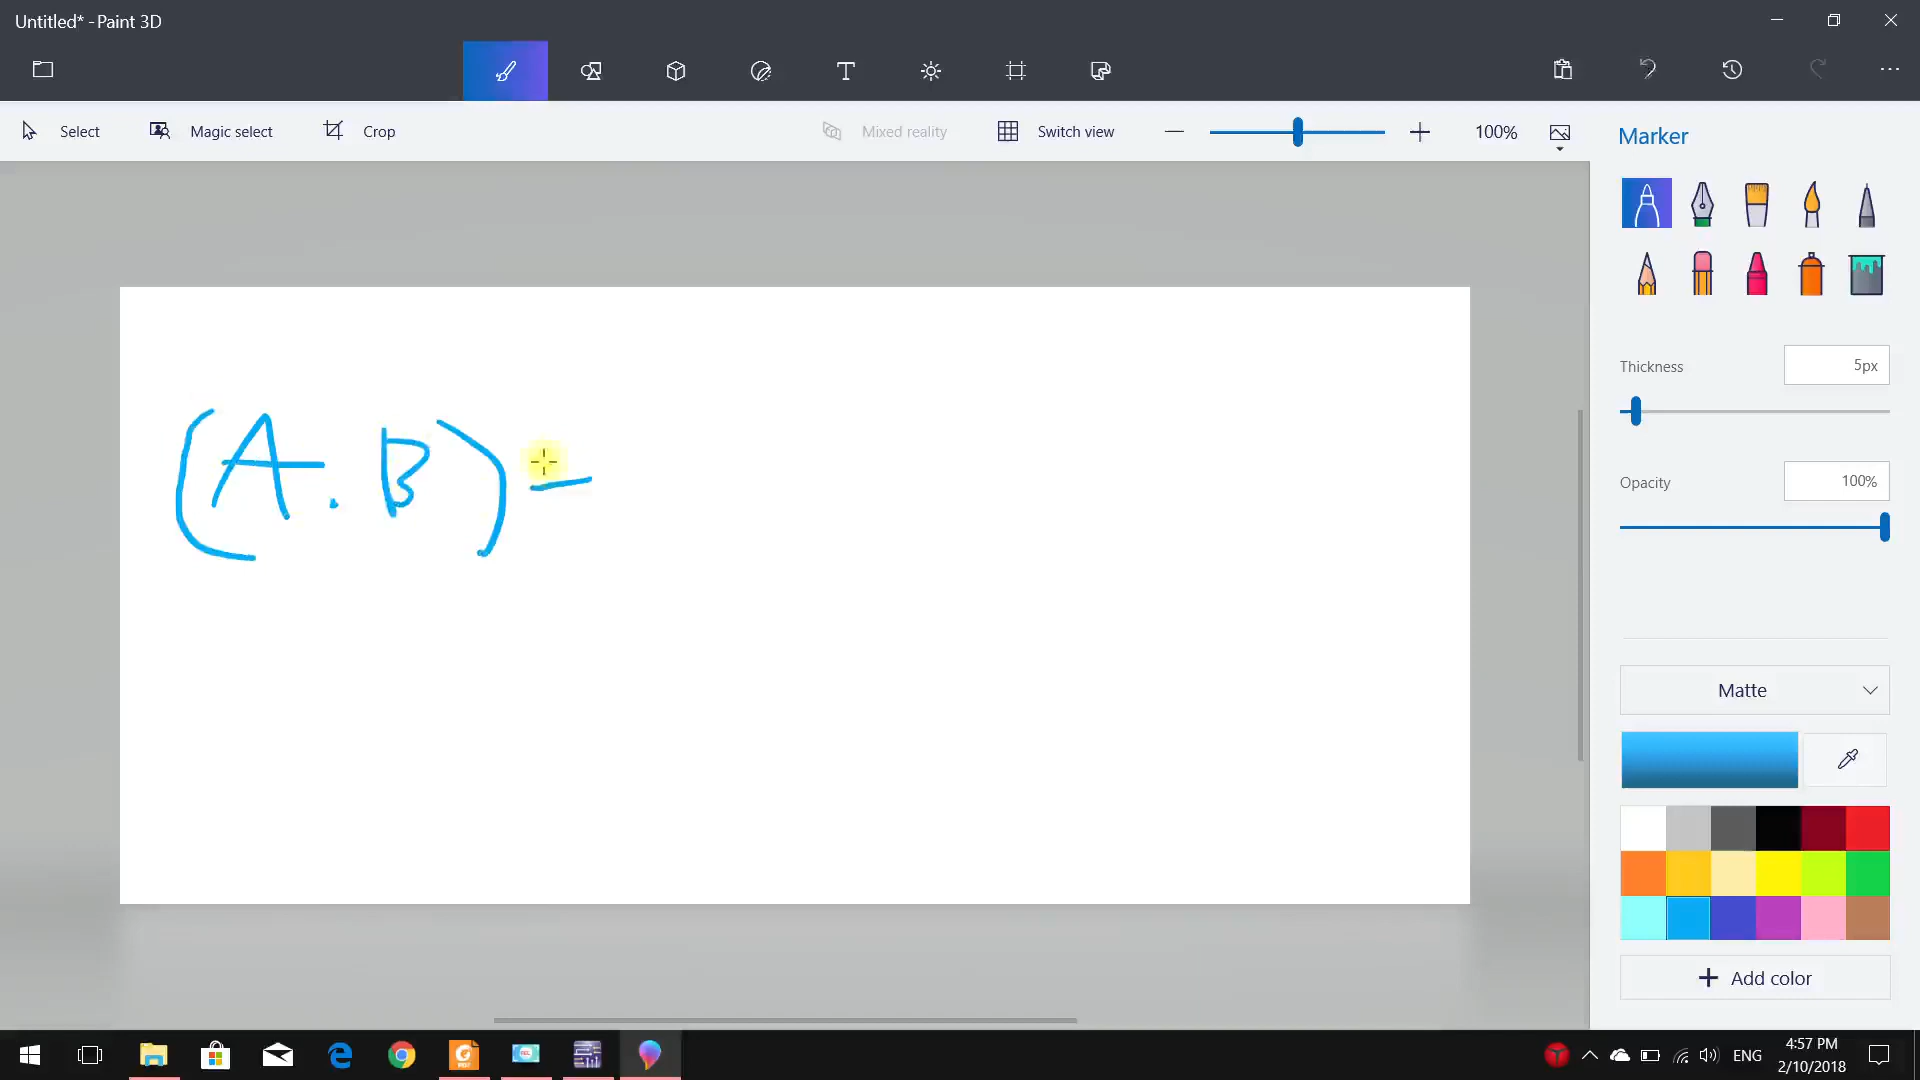 Untitled* - Paint 3D
Select Magic select Crop Mixed reality Switch view 100%
Marker
Thickness 5px
Opacity 100%
(A . B) =
Matte
Add color
ENG 4:57 PM
2/10/2018